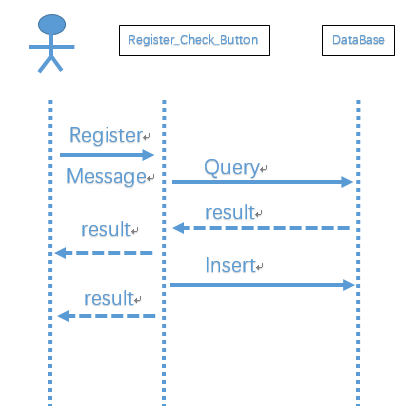 Register_Check_Button
DataBase
Register
Message
Query
result
result
Insert
result